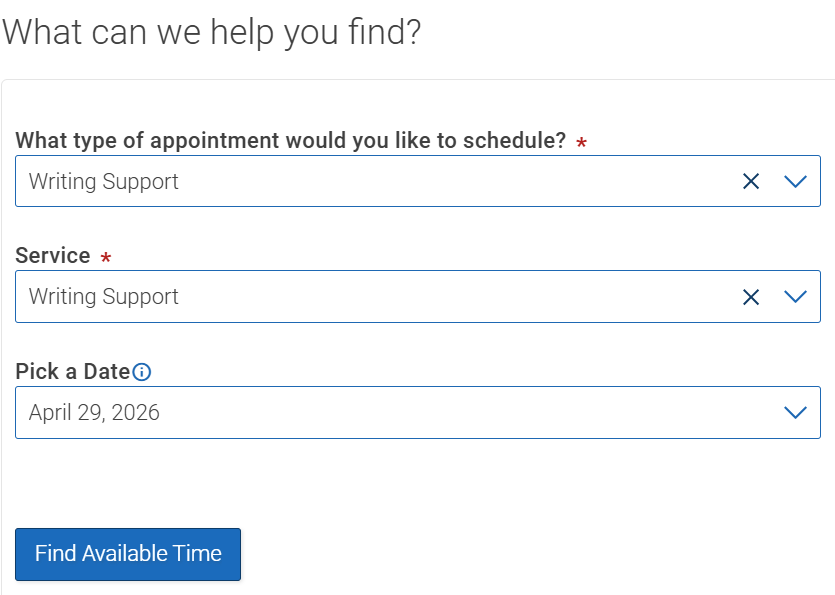 What can we help you find?
What type of appointment would you like to schedule? *
Writing Support
Service *
Writing Support
Pick a Date
April 29, 2026
Find Available Time